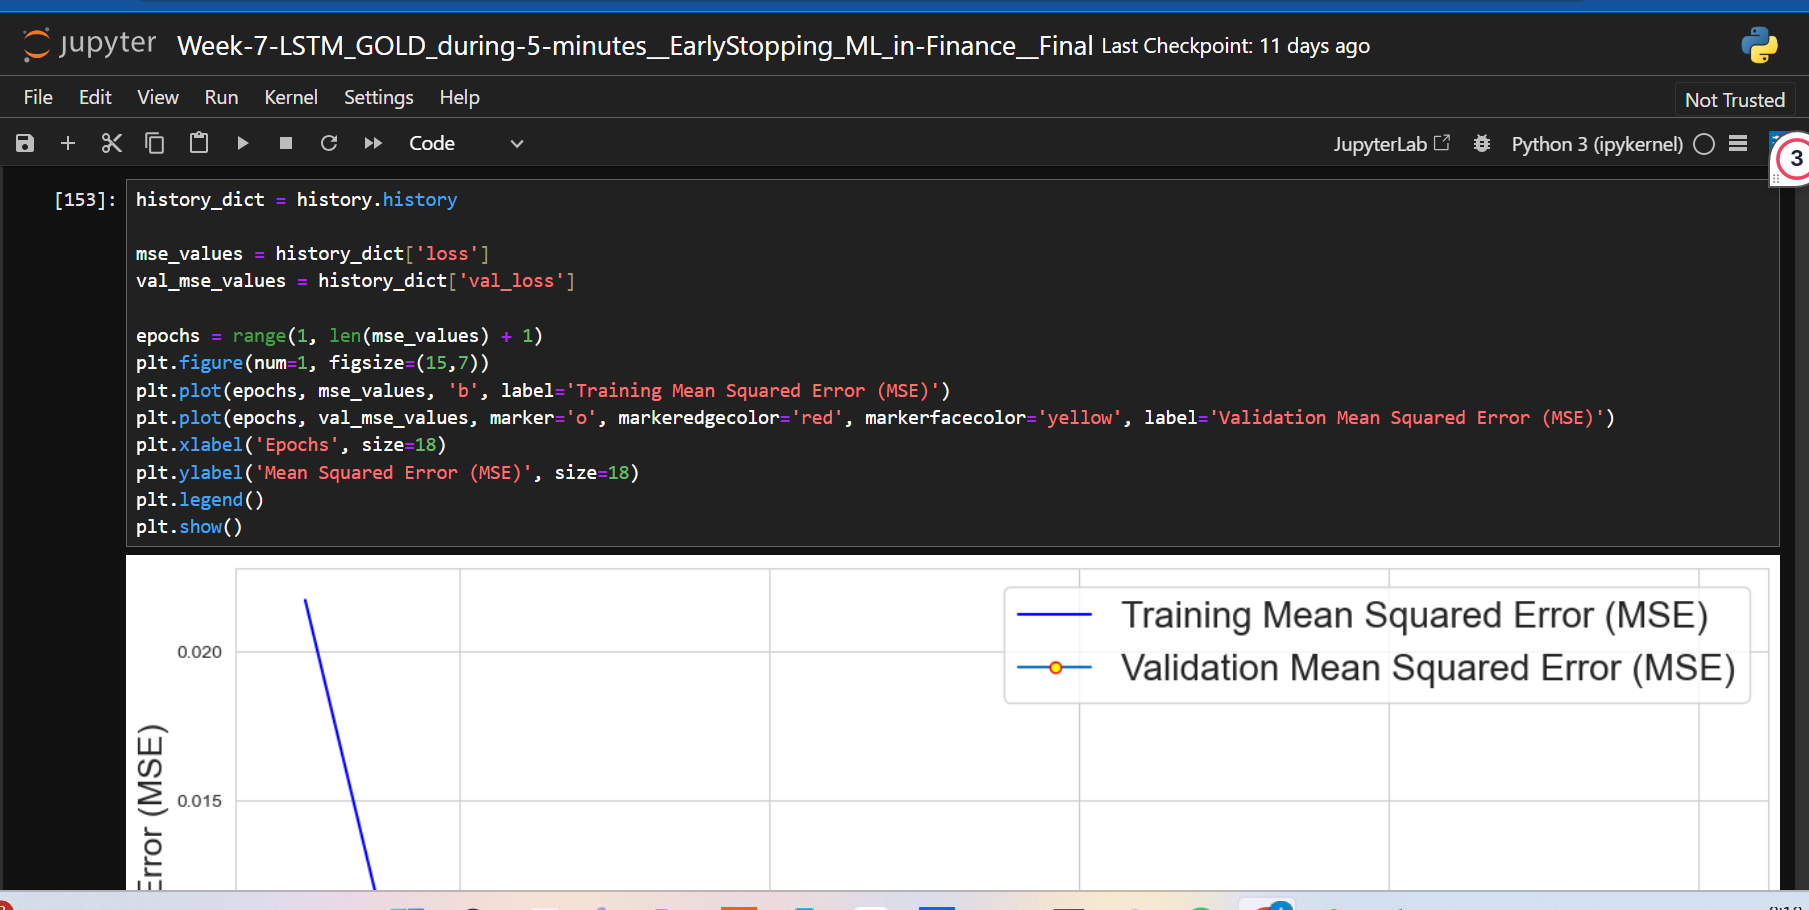 jupyter Week-7-LSTM_GOLD_during-5-minutes__EarlyStopping_ML_in-Finance__Final Last Checkpoint: 11 days ago
File Edit View Run Kernel Settings Help
Not Trusted
Code
JupyterLab
Python 3 (ipykernel)
3
[153]:
history_dict = history.history
mse_values = history_dict['loss']
val_mse_values = history_dict['val_loss']
epochs = range(1, len(mse_values) + 1)
plt.figure(num=1, figsize=(15,7))
plt.plot(epochs, mse_values, 'b', label='Training Mean Squared Error (MSE)')
plt.plot(epochs, val_mse_values, marker='o', markeredgecolor='red', markerfacecolor='yellow', label='Validation Mean Squared Error (MSE)')
plt.xlabel('Epochs', size=18)
plt.ylabel('Mean Squared Error (MSE)', size=18)
plt.legend()
plt.show()
Training Mean Squared Error (MSE)
Validation Mean Squared Error (MSE)
0.020
0.015
Error (MSE)